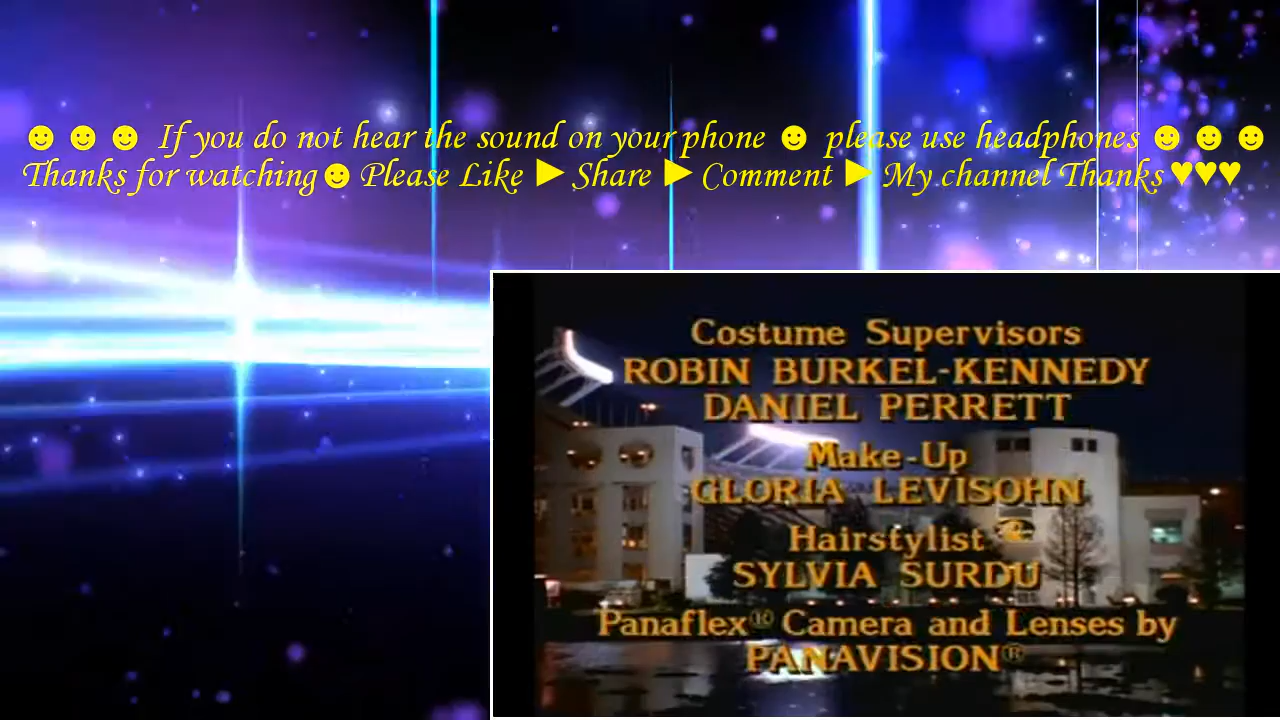 ☻☻☻ If you do not hear the sound on your phone ☻ please use headphones ☻☻☻
Thanks for watching☻Please Like ►Share ►Comment ►My channel Thanks ♥♥♥
Costume Supervisors
ROBIN BURKEL-KENNEDY
DANIEL PERRETT
Make-Up
GLORIA LEVISOHN
Hairstylist
SYLVIA SURDU
Panaflex® Camera and Lenses by
PANAVISION®